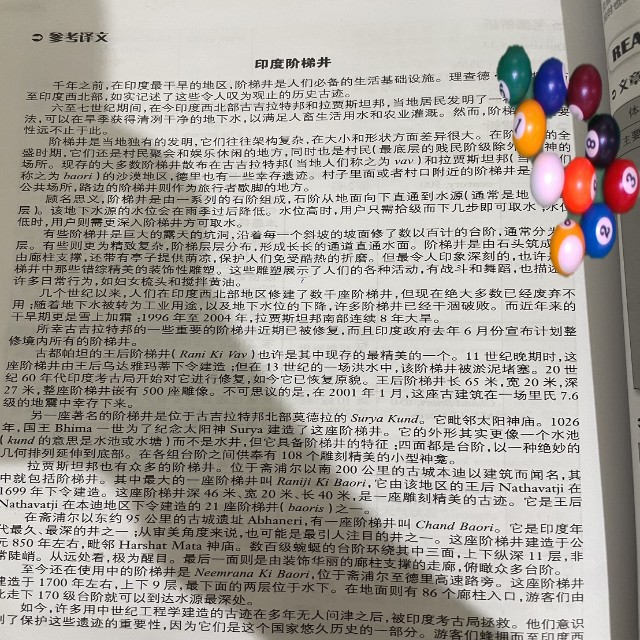 参考译文
印度阶梯井
千年之前,在印度最干旱的地区,阶梯井是人们必备的生活基础设施。理查德
至印度西北部,如实记述了这些令人叹为观止的历史古迹。
六至七世纪期间,在今印度西北部古吉拉特邦和拉贾斯坦邦,当地居民发明了一
法,可以在旱季获得清冽干净的地下水,以满足人畜生活用水和农业灌溉。然而,阶梯
性远不止于此。
阶梯井是当地独有的发明,它们往往架构复杂,在大小和形状方面差异很大。在阶 的全
盛时期,它们还是村民聚会和娱乐休闲的地方,同时也是村民(最底层的贱民阶级除外 神的
场所。现存的大多数阶梯井散布在古古拉特邦(当地人们称之为 vav)和拉贾斯坦邦(当 们
称之为 baori)的沙漠地区,德里也有一些幸存遗迹。村子里面或者村口附近的阶梯井是
公共场所,路边的阶梯井则作为旅行者歇脚的地方。
顾名思义,阶梯井是由一系列的石阶组成,石阶从地面向下直通到水源(通常是地
层)。该地下水源的水位会在雨季过后降低。水位高时,用户只需拾级而下几步即可取水 水位
低时,用户则需更深入阶梯井方可取水。
一些阶梯井是巨大的露天的坑洞,沿着每一个斜坡的坡面修了数以百计的台阶,通常分
层。有些则更为精致复杂,阶梯层层分布,形成长长的通道直通水面。阶梯井是由石头筑成
由廊柱支撑,还带有亭子提供荫凉,保护人们免受酷热的折磨。但最令人印象深刻的,也许
梯井中那些错综精美的装饰性雕塑。这些雕塑展示了人们的各种活动,有战斗和舞蹈,也描述
许多日常行为,如妇女梳头和搅拌黄油。
几个世纪以来,人们在印度西北部地区修建了数千座阶梯井,但现在绝大多数已经废弃不
用;随着地下水被转为工业用途,以及地下水位的下降,许多阶梯井已经干涸破败。而近年来的
干旱期更是雪上加霜;1996 年至 2004 年,拉贾斯坦邦南部连续 8 年大旱。
所幸古吉拉特邦的一些重要的阶梯井近期已被修复,而且印度政府去年 6 月份宣布计划整
修境内所有的阶梯井。
古都帕坦的王后阶梯井(Rani Ki Vav)也许是其中现存的最精美的一个。11 世纪晚期时,这
座阶梯井由王后乌达雅玛蒂下令建造;但在 13 世纪的一场洪水中,该阶梯井被淤泥堵塞。20 世
纪 60 年代印度考古局开始对它进行修复,如今它已恢复原貌。王后阶梯井长 65 米,宽 20 米,深
27 米,整座阶梯井嵌有 500 座雕像。不可思议的是,在 2001 年 1 月,这座古建筑在一场里氏 7.6
级的地震中幸存下来。
另一座著名的阶梯井是位于古吉拉特邦北部莫德拉的 Surya Kund。它毗邻太阳神庙。1026
年,国王 Bhima 一世为了纪念太阳神 Surya 建造了这座阶梯井。它的外形其实更像一个水池
(kund 的意思是水池或水塘)而不是水井,但它具备阶梯井的特征;四面都是台阶,以一种绝妙的
几何排列延伸到底部。在各组台阶之间供奉有 108 个雕刻精美的小型神龛。
拉贾斯坦邦也有众多的阶梯井。位于斋浦尔以南 200 公里的古城本迪以建筑而闻名,其
中就包括阶梯井。其中最大的一座阶梯井叫 Raniji Ki Baori,它由该地区的王后 Nathavatji 在
1699 年下令建造。这座阶梯井深 46 米、宽 20 米、长 40 米,是一座雕刻精美的古迹。它是王后
Nathavatji 在本迪地区下令建造的 21 座阶梯井(baoris)之一。
在斋浦尔以东约 95 公里的古城遗址 Abhaneri,有一座阶梯井叫 Chand Baori。它是印度年
代最久、最深的井之一;从审美角度来说,也可能是最引人注目的井之一。这座阶梯井建造于公
元 850 年左右,毗邻 Harshat Mata 神庙。数百级蜿蜒的台阶环绕其中三面,上下纵深 11 层,非
常陡峭。从远处看,极为醒目。最后一面则是由装饰华丽的廊柱支撑的走廊,俯瞰众多台阶。
至今还在使用中的阶梯井是 Neemrana Ki Baori,位于斋浦尔至德里高速路旁。这座阶梯井
建造于 1700 年左右,上下 9 层,最下面的两层位于水下。在地面则有 86 个廊柱入口,游客们由
此走下 170 级台阶就可以到达水源最深处。
如今,许多用中世纪工程学建造的古迹在多年无人问津之后,被印度考古局拯救。他们意识
到了保护这些遗迹的重要性,因为它们是这个国家悠久历史的一部分。游客们蜂拥而至印度西
REA
文章